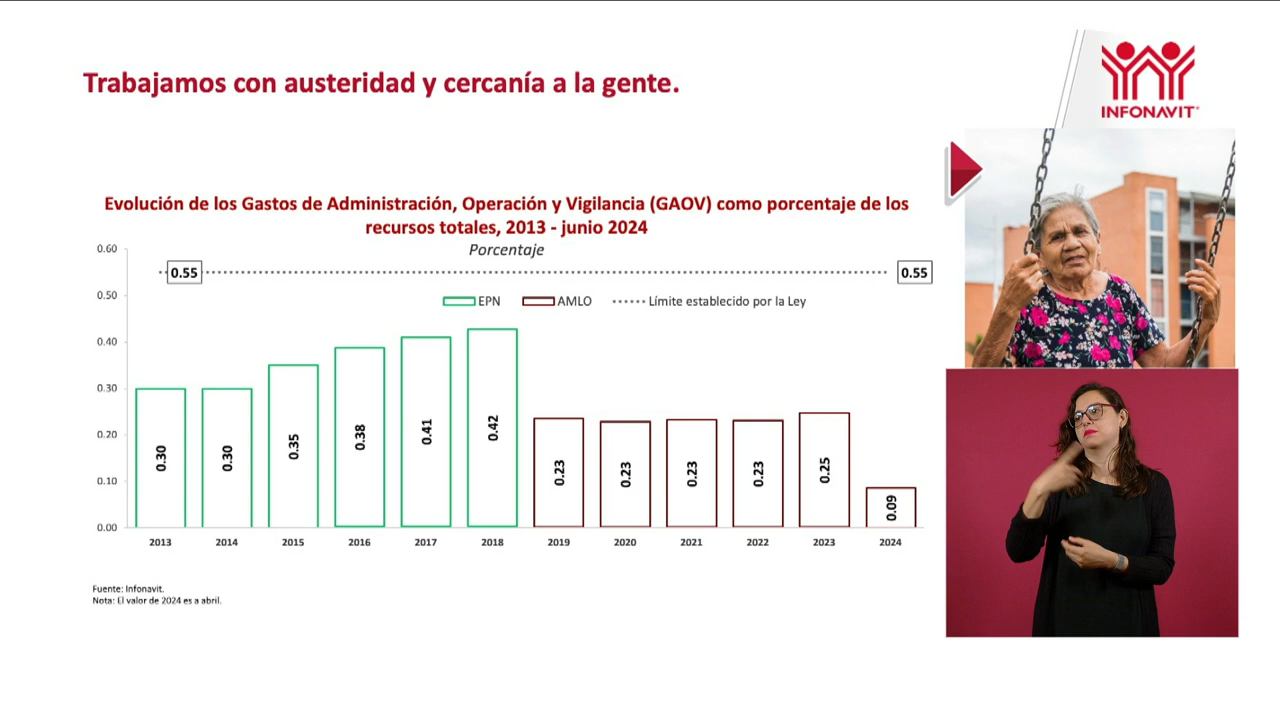 Trabajamos con austeridad y cercanía a la gente.
INFONAVIT
Evolución de los Gastos de Administración, Operación y Vigilancia (GAOV) como porcentaje de los
recursos totales, 2013 - junio 2024
Porcentaje
0.60
0.55 0.55
0.50
EPN AMLO Límite establecido por la Ley
0.40
0.30
0.20
0.10
0.00
0.30 0.30 0.35 0.38 0.41 0.42 0.23 0.23 0.23 0.23 0.25 0.09
2013 2014 2015 2016 2017 2018 2019 2020 2021 2022 2023 2024
Fuente: Infonavit.
Nota: El valor de 2024 es a abril.